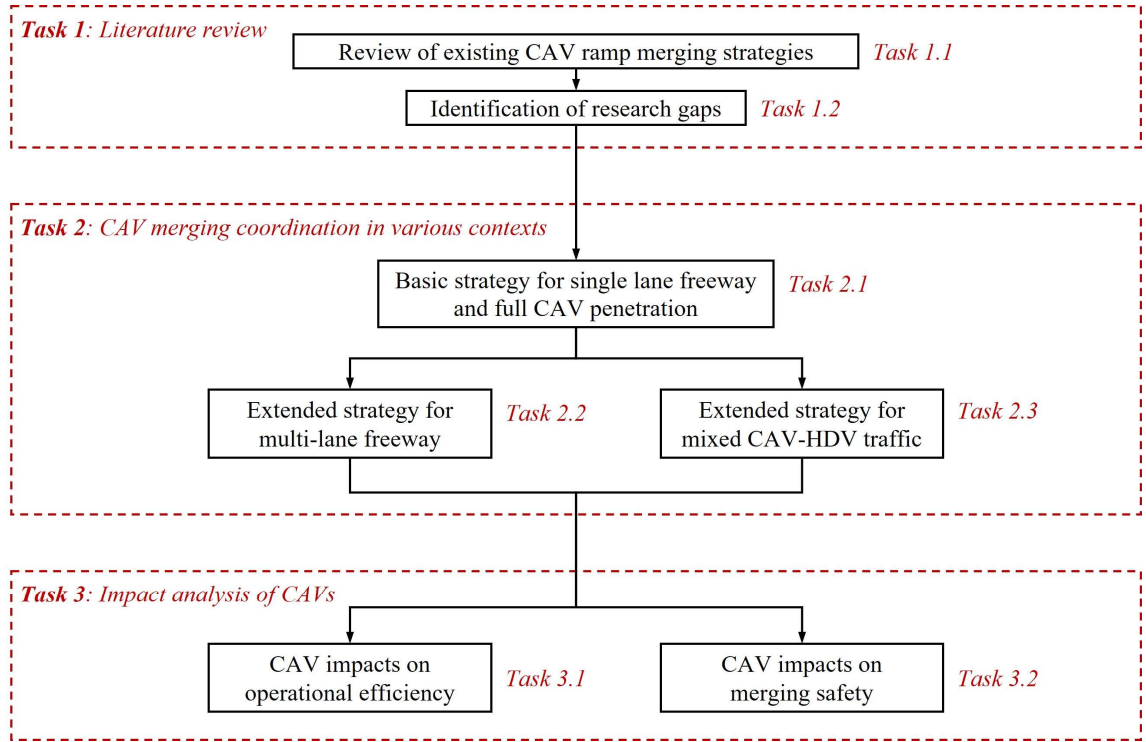 Task 1: Literature review
Review of existing CAV ramp merging strategies
Task 1.1
Identification of research gaps
Task 1.2
Task 2: CAV merging coordination in various contexts
Basic strategy for single lane freeway
and full CAV penetration
Task 2.1
Extended strategy for
multi-lane freeway
Task 2.2
Extended strategy for
mixed CAV-HDV traffic
Task 2.3
Task 3: Impact analysis of CAVs
CAV impacts on
operational efficiency
Task 3.1
CAV impacts on
merging safety
Task 3.2